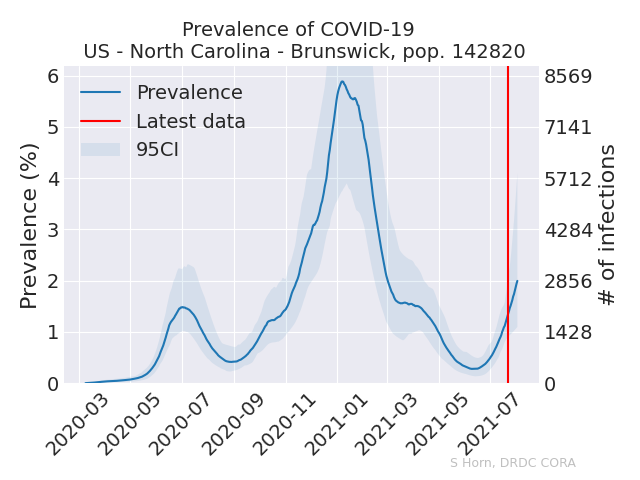 Prevalence of COVID-19
US - North Carolina - Brunswick, pop. 142820
Prevalence
Latest data
95CI
Prevalence (%)
6
5
4
3
2
1
0
8569
7141
5712
4284
2856
1428
0
# of infections
2020-03
2020-05
2020-07
2020-09
2020-11
2021-01
2021-03
2021-05
2021-07
S Horn, DRDC CORA